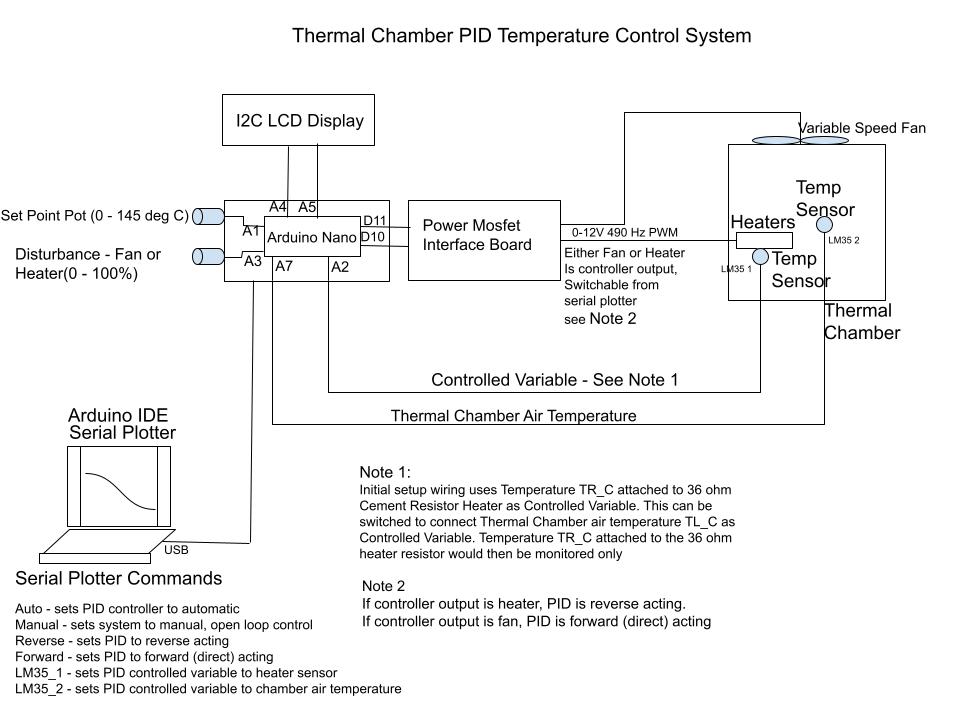 Thermal Chamber PID Temperature Control System
I2C LCD Display
Variable Speed Fan
Set Point Pot (0 - 145 deg C)
A4 A5
D11
A1
Arduino Nano
D10
Disturbance - Fan or
Heater(0 - 100%)
A3
A7
A2
Power Mosfet
Interface Board
0-12V 490 Hz PWM
Either Fan or Heater
Is controller output,
Switchable from
serial plotter
see Note 2
Temp
Sensor
Heaters
LM35 2
LM35 1
Temp
Sensor
Thermal
Chamber
Controlled Variable - See Note 1
Thermal Chamber Air Temperature
Arduino IDE
Serial Plotter
USB
Note 1:
Initial setup wiring uses Temperature TR_C attached to 36 ohm
Cement Resistor Heater as Controlled Variable. This can be
switched to connect Thermal Chamber air temperature TL_C as
Controlled Variable. Temperature TR_C attached to the 36 ohm
heater resistor would then be monitored only
Note 2
If controller output is heater, PID is reverse acting.
If controller output is fan, PID is forward (direct) acting
Serial Plotter Commands
Auto - sets PID controller to automatic
Manual - sets system to manual, open loop control
Reverse - sets PID to reverse acting
Forward - sets PID to forward (direct) acting
LM35_1 - sets PID controlled variable to heater sensor
LM35_2 - sets PID controlled variable to chamber air temperature